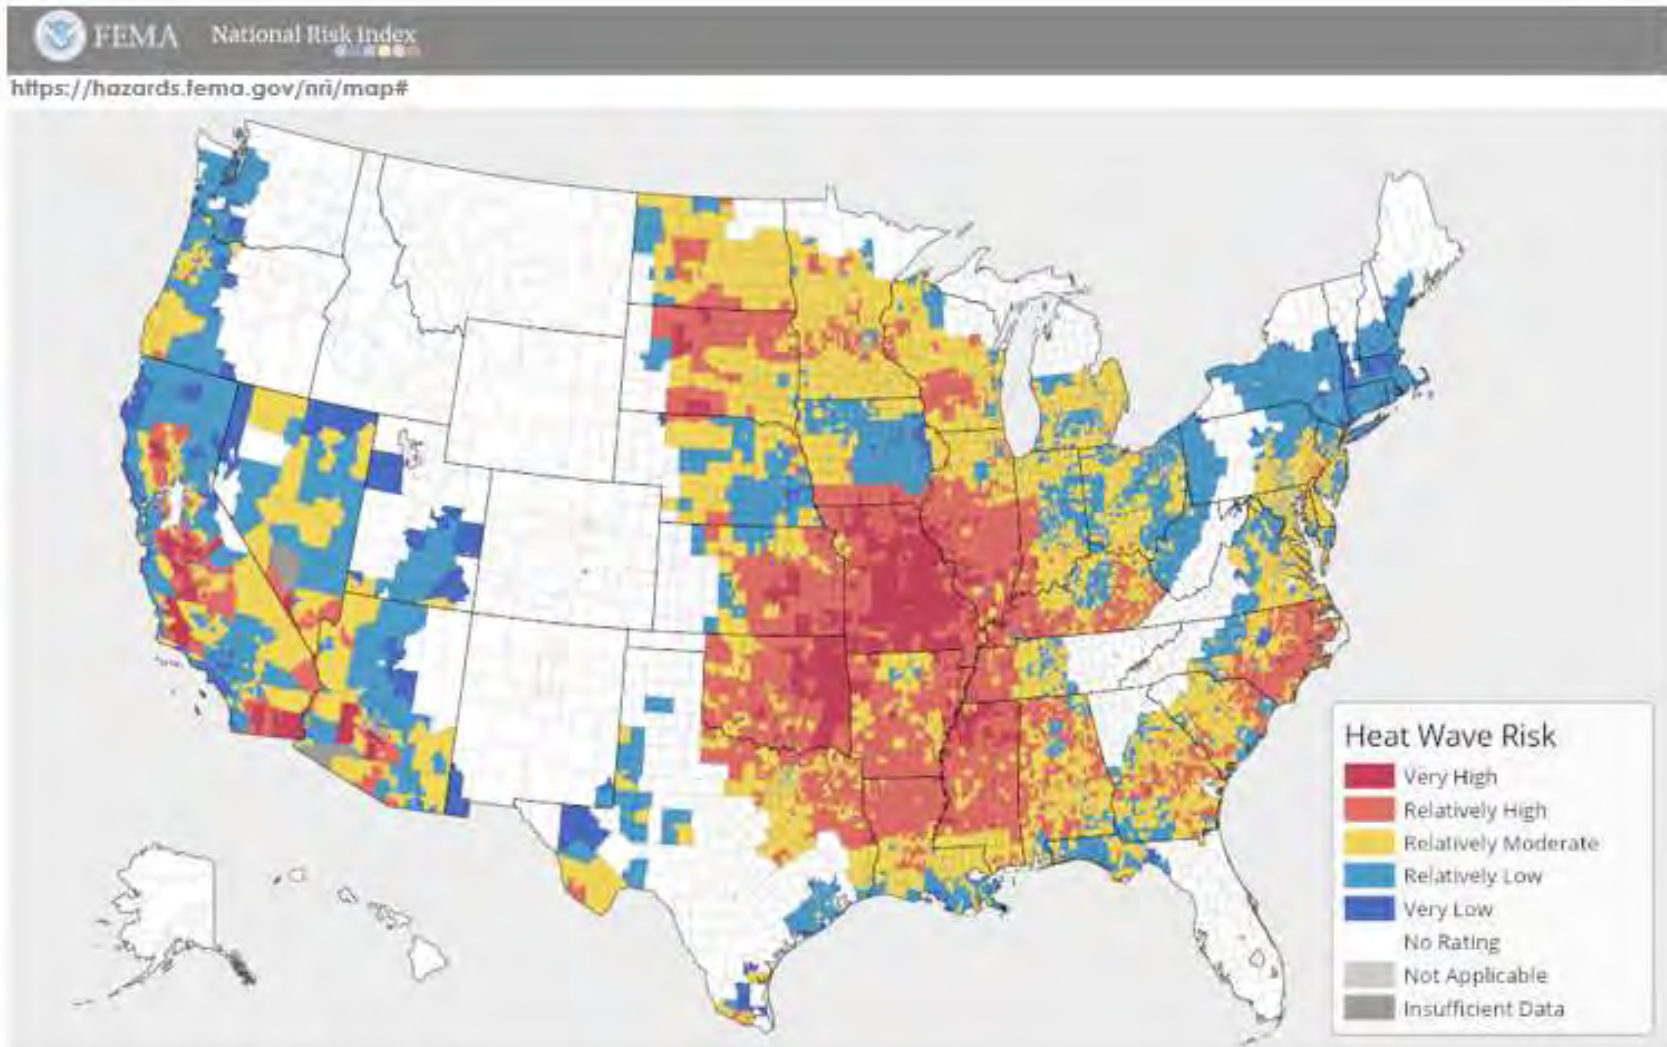 FEMA National Risk Index
https://hazards.fema.gov/nri/map#
Heat Wave Risk
Very High
Relatively High
Relatively Moderate
Relatively Low
Very Low
No Rating
Not Applicable
Insufficient Data